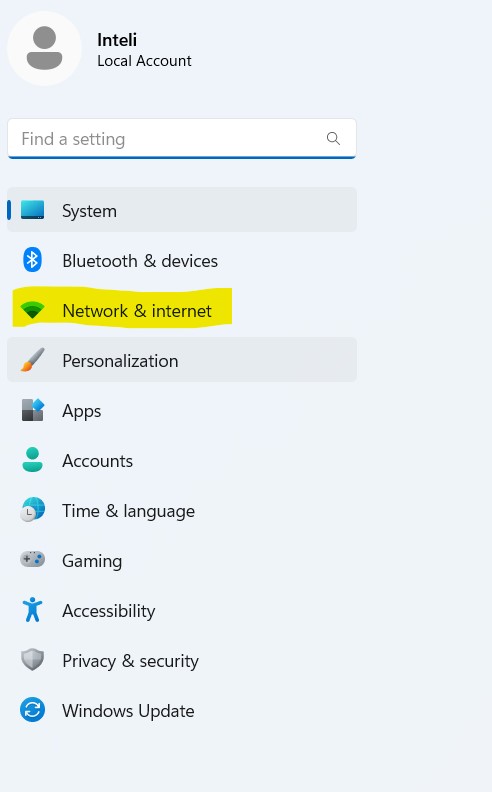 Inteli
Local Account
Find a setting
System
Bluetooth & devices
Network & internet
Personalization
Apps
Accounts
Time & language
Gaming
Accessibility
Privacy & security
Windows Update